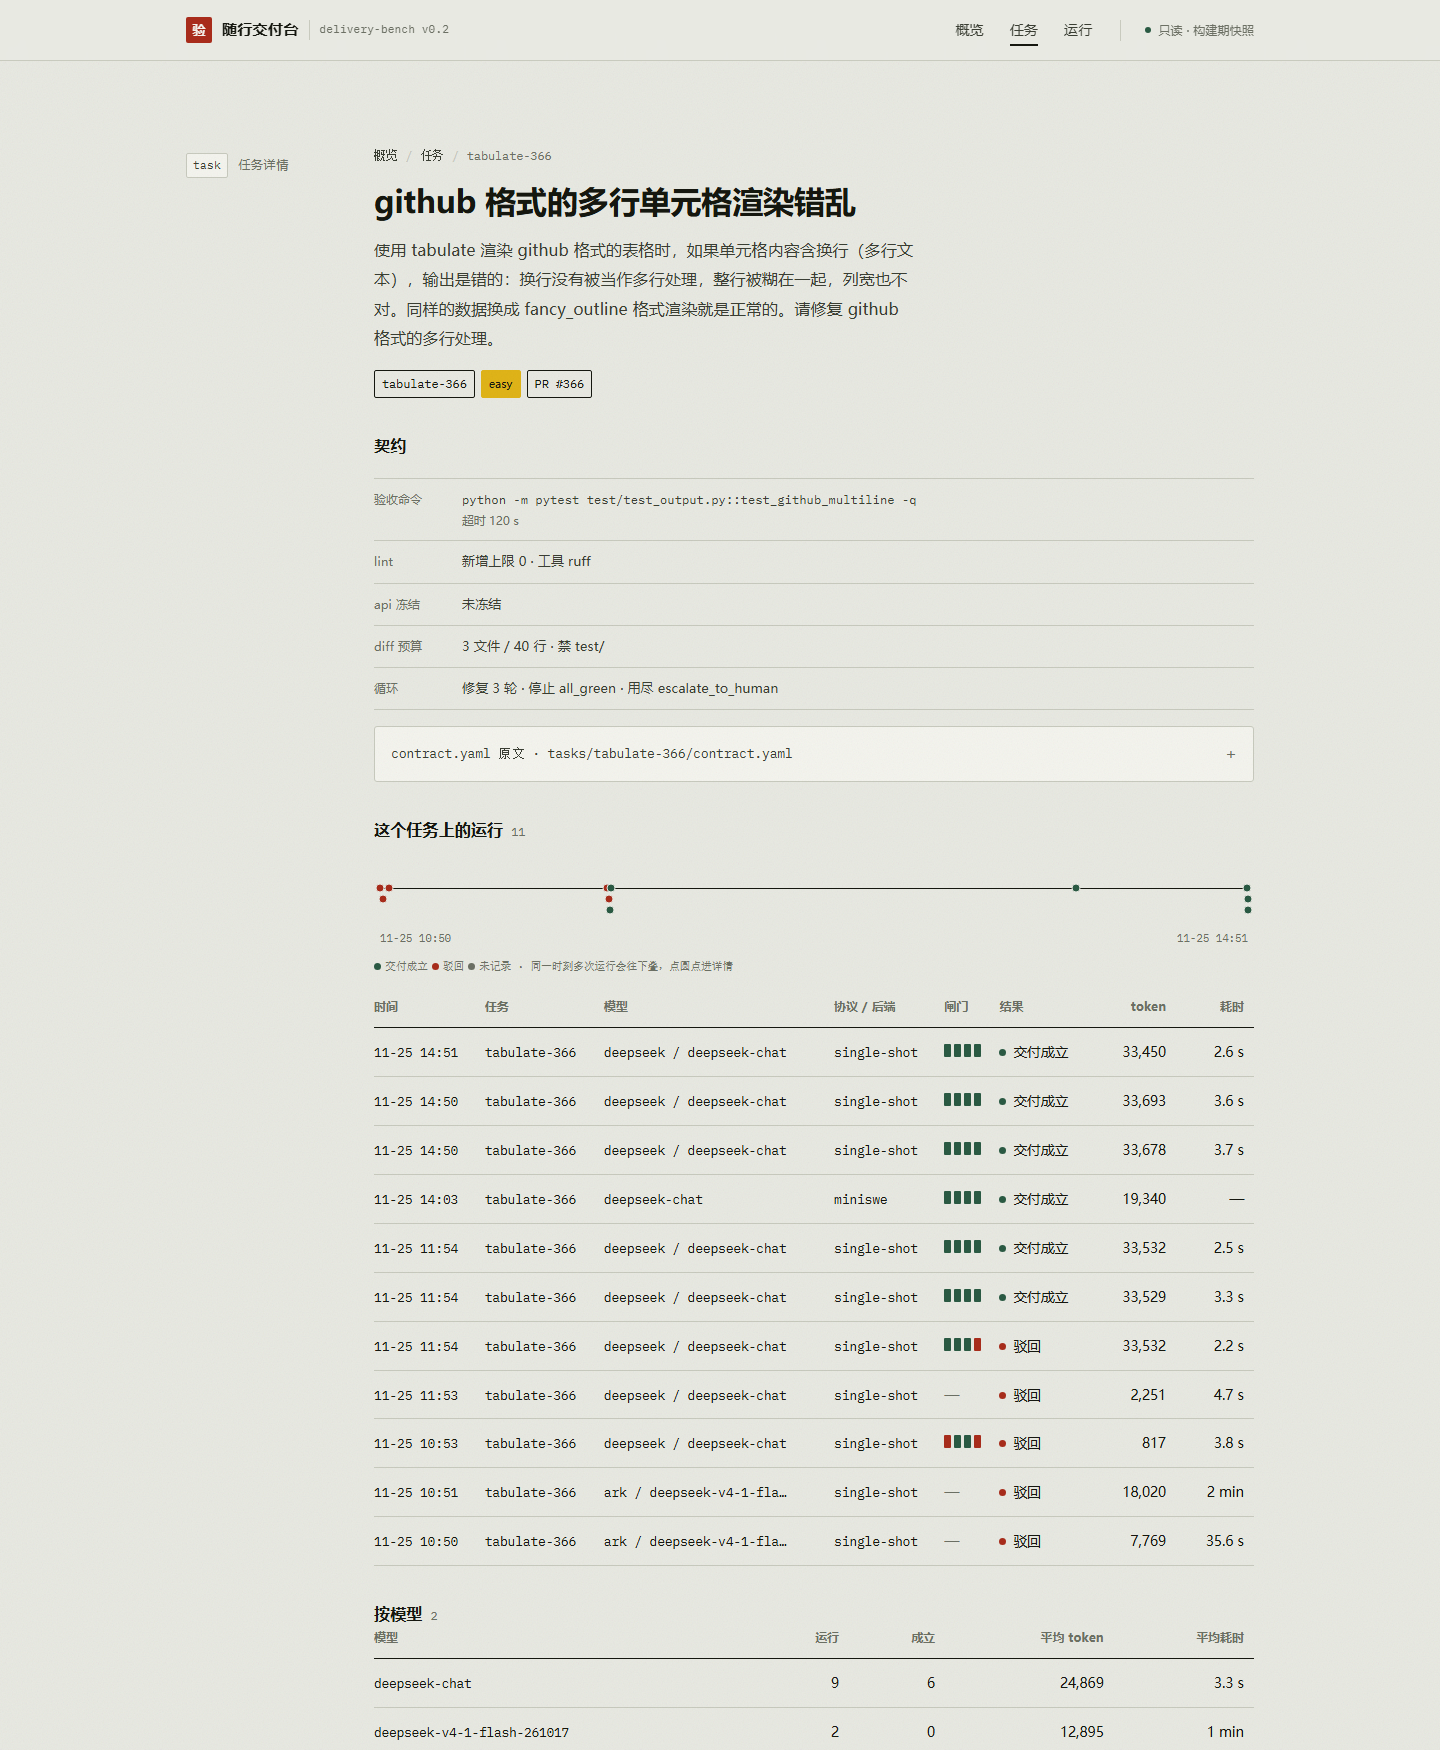 验 随行交付台 delivery-bench v0.2 概览 任务 运行 只读 · 构建期快照
task 任务详情
概览 / 任务 / tabulate-366
github 格式的多行单元格渲染错乱
使用 tabulate 渲染 github 格式的表格时，如果单元格内容含换行（多行文
本），输出是错的：换行没有被当作多行处理，整行被糊在一起，列宽也不
对。同样的数据换成 fancy_outline 格式渲染就是正常的。请修复 github
格式的多行处理。
tabulate-366 easy PR #366
契约
验收命令 python -m pytest test/test_output.py::test_github_multiline -q
超时 120 s
lint 新增上限 0 · 工具 ruff
api 冻结 未冻结
diff 预算 3 文件 / 40 行 · 禁 test/
循环 修复 3 轮 · 停止 all_green · 用尽 escalate_to_human
contract.yaml 原文 · tasks/tabulate-366/contract.yaml +
这个任务上的运行 11
11-25 10:50 11-25 14:51
交付成立 驳回 未记录 · 同一时刻多次运行会往下叠，点圆点进详情
时间 任务 模型 协议 / 后端 闸门 结果 token 耗时
11-25 14:51 tabulate-366 deepseek / deepseek-chat single-shot 交付成立 33,450 2.6 s
11-25 14:50 tabulate-366 deepseek / deepseek-chat single-shot 交付成立 33,693 3.6 s
11-25 14:50 tabulate-366 deepseek / deepseek-chat single-shot 交付成立 33,678 3.7 s
11-25 14:03 tabulate-366 deepseek-chat miniswe 交付成立 19,340 —
11-25 11:54 tabulate-366 deepseek / deepseek-chat single-shot 交付成立 33,532 2.5 s
11-25 11:54 tabulate-366 deepseek / deepseek-chat single-shot 交付成立 33,529 3.3 s
11-25 11:54 tabulate-366 deepseek / deepseek-chat single-shot 驳回 33,532 2.2 s
11-25 11:53 tabulate-366 deepseek / deepseek-chat single-shot — 驳回 2,251 4.7 s
11-25 10:53 tabulate-366 deepseek / deepseek-chat single-shot 驳回 817 3.8 s
11-25 10:51 tabulate-366 ark / deepseek-v4-1-fla… single-shot — 驳回 18,020 2 min
11-25 10:50 tabulate-366 ark / deepseek-v4-1-fla… single-shot — 驳回 7,769 35.6 s
按模型 2
模型 运行 成立 平均 token 平均耗时
deepseek-chat 9 6 24,869 3.3 s
deepseek-v4-1-flash-261017 2 0 12,895 1 min